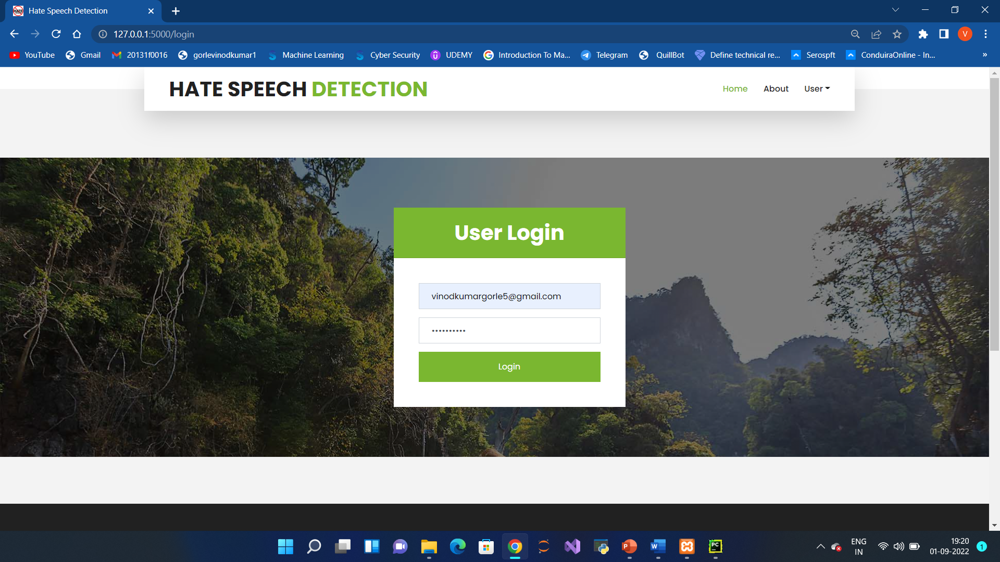 Hate Speech Detection
127.0.0.1:5000/login
V
YouTube Gmail 20131f0016 gorlevinodkumar1 Machine Learning Cyber Security UDEMY Introduction To Ma... Telegram QuillBot Define technical re... Serospft ConduiraOnline - In... »
HATE SPEECH DETECTION
Home About User
User Login
vinodkumargorle5@gmail.com
••••••••••
Login
ENG
IN
19:20
01-09-2022
1